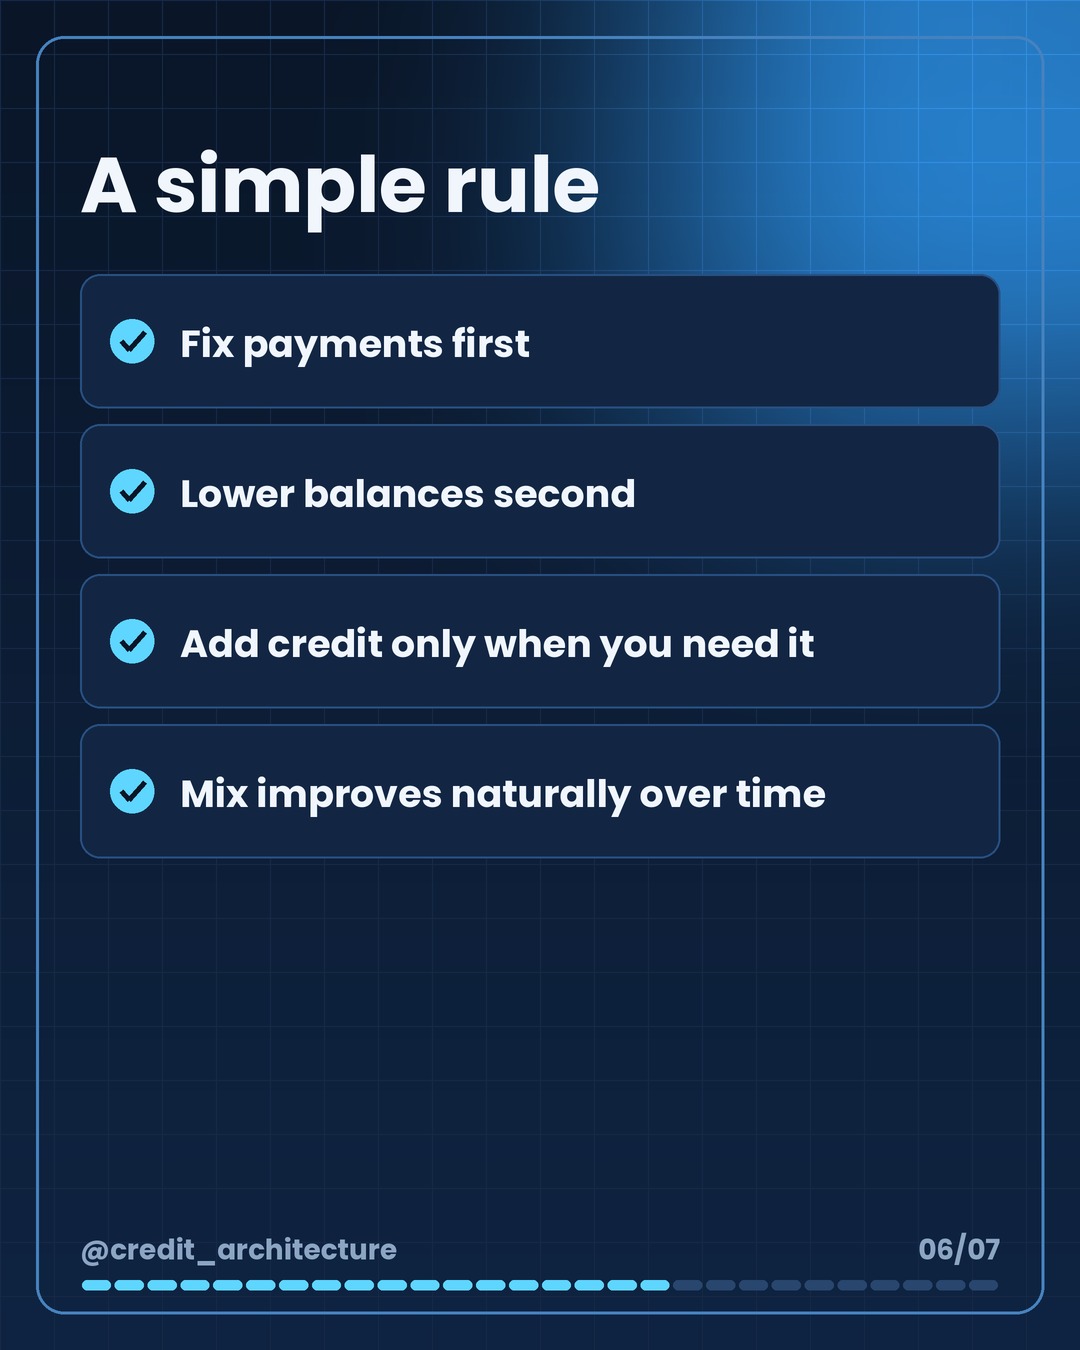 A simple rule
Fix payments first
Lower balances second
Add credit only when you need it
Mix improves naturally over time
@credit_architecture
06/07